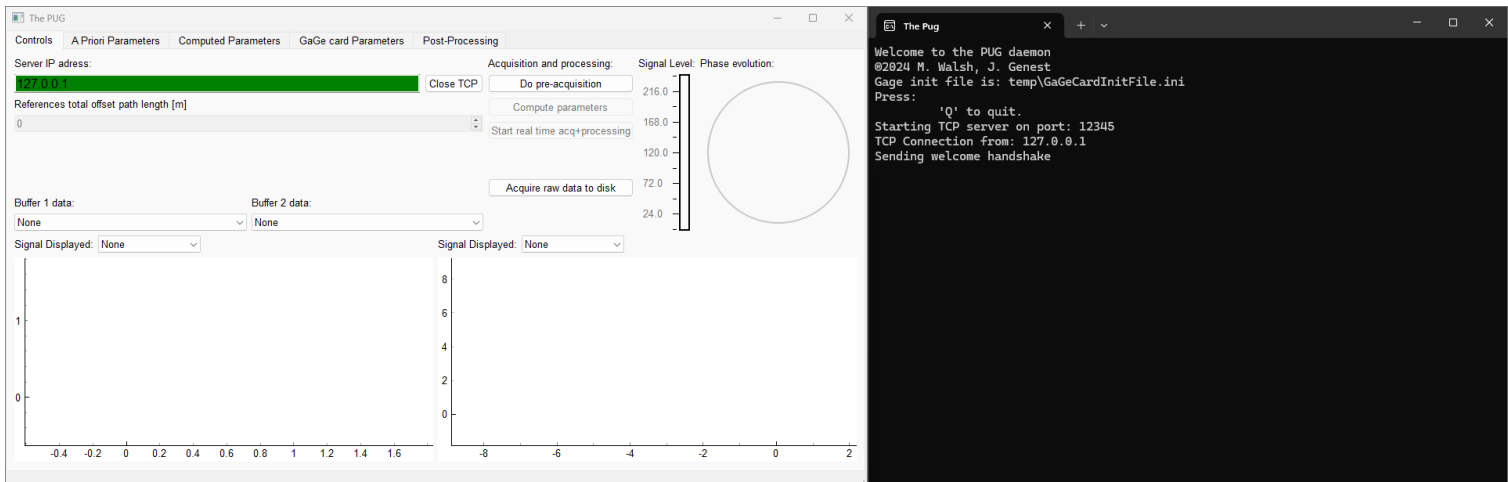 The PUG
Controls A Priori Parameters Computed Parameters GaGe card Parameters Post-Processing
Server IP adress:
127.0.0.1
Close TCP
References total offset path length [m]
0
Acquisition and processing:
Do pre-acquisition
Compute parameters
Start real time acq+processing
Acquire raw data to disk
Signal Level:
216.0
168.0
120.0
72.0
24.0
Phase evolution:
Buffer 1 data:
None
Buffer 2 data:
None
Signal Displayed: None
1
0
-0.4 -0.2 0 0.2 0.4 0.6 0.8 1 1.2 1.4 1.6
Signal Displayed: None
8
6
4
2
0
-8 -6 -4 -2 0 2
The Pug
Welcome to the PUG daemon
©2024 M. Walsh, J. Genest
Gage init file is: temp\GaGeCardInitFile.ini
Press:
'Q' to quit.
Starting TCP server on port: 12345
TCP Connection from: 127.0.0.1
Sending welcome handshake